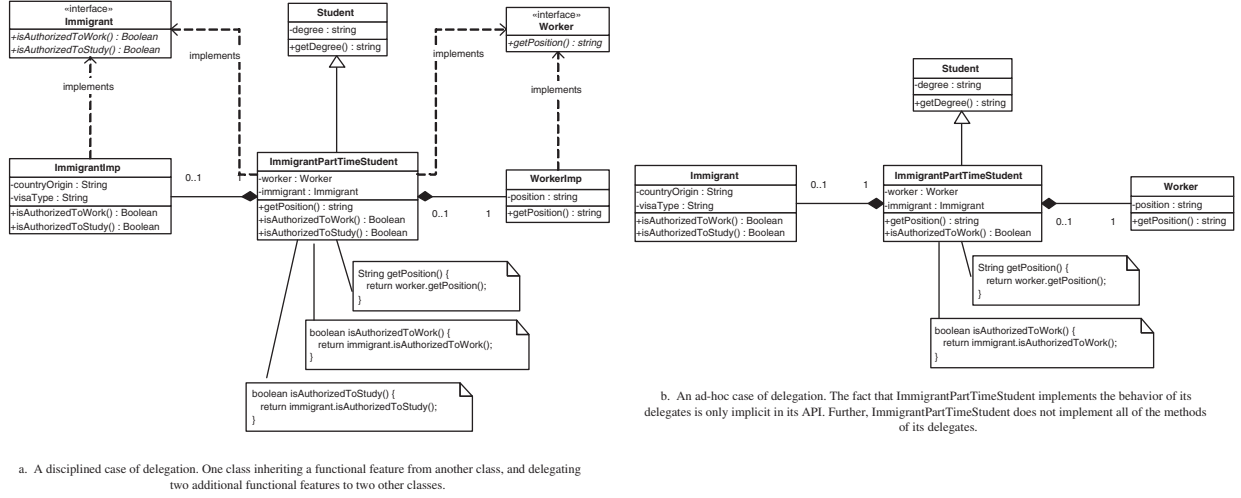 «interface»
Immigrant
+isAuthorizedToWork() : Boolean
+isAuthorizedToStudy() : Boolean
implements
implements
Student
-degree : string
+getDegree() : string
«interface»
Worker
+getPosition() : string
implements
implements
ImmigrantImp
-countryOrigin : String
-visaType : String
+isAuthorizedToWork() : Boolean
+isAuthorizedToStudy() : Boolean
0..1
ImmigrantPartTimeStudent
-worker : Worker
-immigrant : Immigrant
+getPosition() : string
+isAuthorizedToWork() : Boolean
+isAuthorizedToStudy() : Boolean
0..1
1
WorkerImp
-position : string
+getPosition() : string
String getPosition() {
return worker.getPosition();
}
boolean isAuthorizedToWork() {
return immigrant.isAuthorizedToWork();
}
boolean isAuthorizedToStudy() {
return immigrant.isAuthorizedToStudy();
}
a. A disciplined case of delegation. One class inheriting a functional feature from another class, and delegating
two additional functional features to two other classes.
Student
-degree : string
+getDegree() : string
Immigrant
-countryOrigin : String
-visaType : String
+isAuthorizedToWork() : Boolean
+isAuthorizedToStudy() : Boolean
0..1
1
ImmigrantPartTimeStudent
-worker : Worker
-immigrant : Immigrant
+getPosition() : string
+isAuthorizedToWork() : Boolean
0..1
1
Worker
-position : string
+getPosition() : string
String getPosition() {
return worker.getPosition();
}
boolean isAuthorizedToWork() {
return immigrant.isAuthorizedToWork();
}
b. An ad-hoc case of delegation. The fact that ImmigrantPartTimeStudent implements the behavior of its
delegates is only implicit in its API. Further, ImmigrantPartTimeStudent does not implement all of the methods
of its delegates.